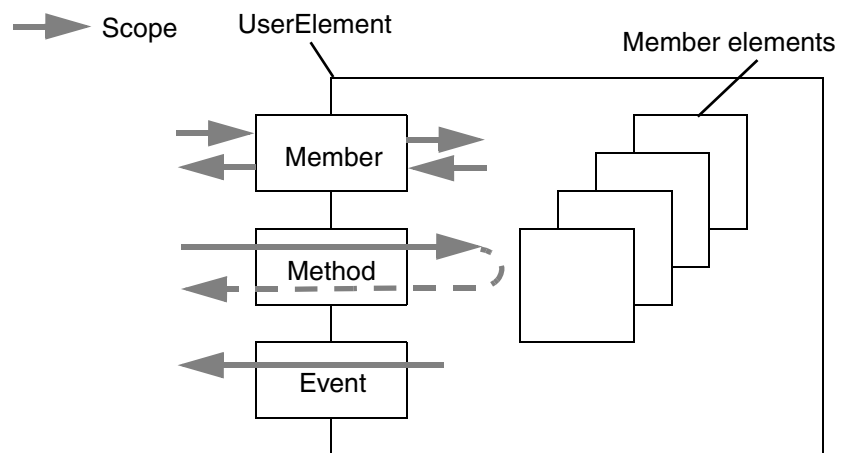 Scope
UserElement
Member elements
Member
Method
Event